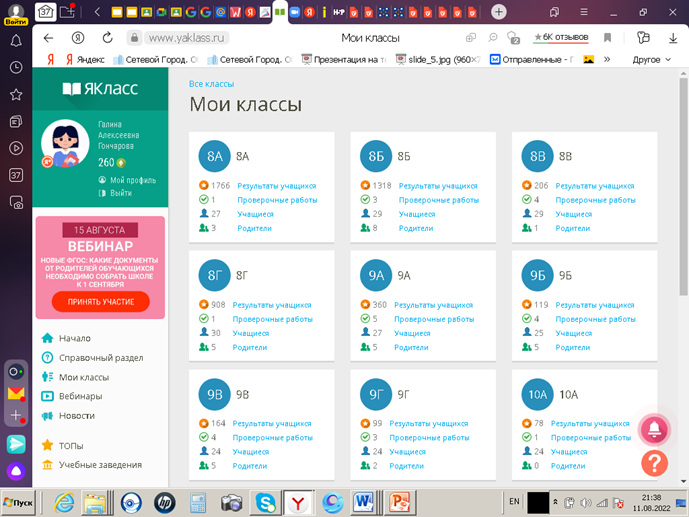 Войти
37
www.yaklass.ru
Мои классы
6К отзывов
Яндекс
Сетевой Город. С
Сетевой Город. С
Презентация на т
slide_5.jpg (960×7
Отправленные - П
»
Другое
ЯКласс
Галина
Алексеевна
Гончарова
260
Мой профиль
Выйти
15 АВГУСТА
ВЕБИНАР
НОВЫЕ ФГОС: КАКИЕ ДОКУМЕНТЫ
ОТ РОДИТЕЛЕЙ ОБУЧАЮЩИХСЯ
НЕОБХОДИМО СОБРАТЬ ШКОЛЕ
К 1 СЕНТЯБРЯ
ПРИНЯТЬ УЧАСТИЕ
Начало
Справочный раздел
Мои классы
Вебинары
Новости
ТОПы
Учебные заведения
Все классы
Мои классы
8А 8А
1766 Результаты учащихся
1 Проверочные работы
27 Учащиеся
3 Родители
8Б 8Б
1318 Результаты учащихся
3 Проверочные работы
29 Учащиеся
8 Родители
8В 8В
206 Результаты учащихся
4 Проверочные работы
29 Учащиеся
1 Родители
8Г 8Г
908 Результаты учащихся
1 Проверочные работы
30 Учащиеся
5 Родители
9А 9А
360 Результаты учащихся
5 Проверочные работы
27 Учащиеся
5 Родители
9Б 9Б
119 Результаты учащихся
4 Проверочные работы
25 Учащиеся
5 Родители
9В 9В
164 Результаты учащихся
4 Проверочные работы
24 Учащиеся
5 Родители
9Г 9Г
99 Результаты учащихся
3 Проверочные работы
24 Учащиеся
2 Родители
10А 10А
78 Результаты учащихся
1 Проверочные работы
24 Учащиеся
0 Родители
Пуск
EN
21:38
11.08.2022